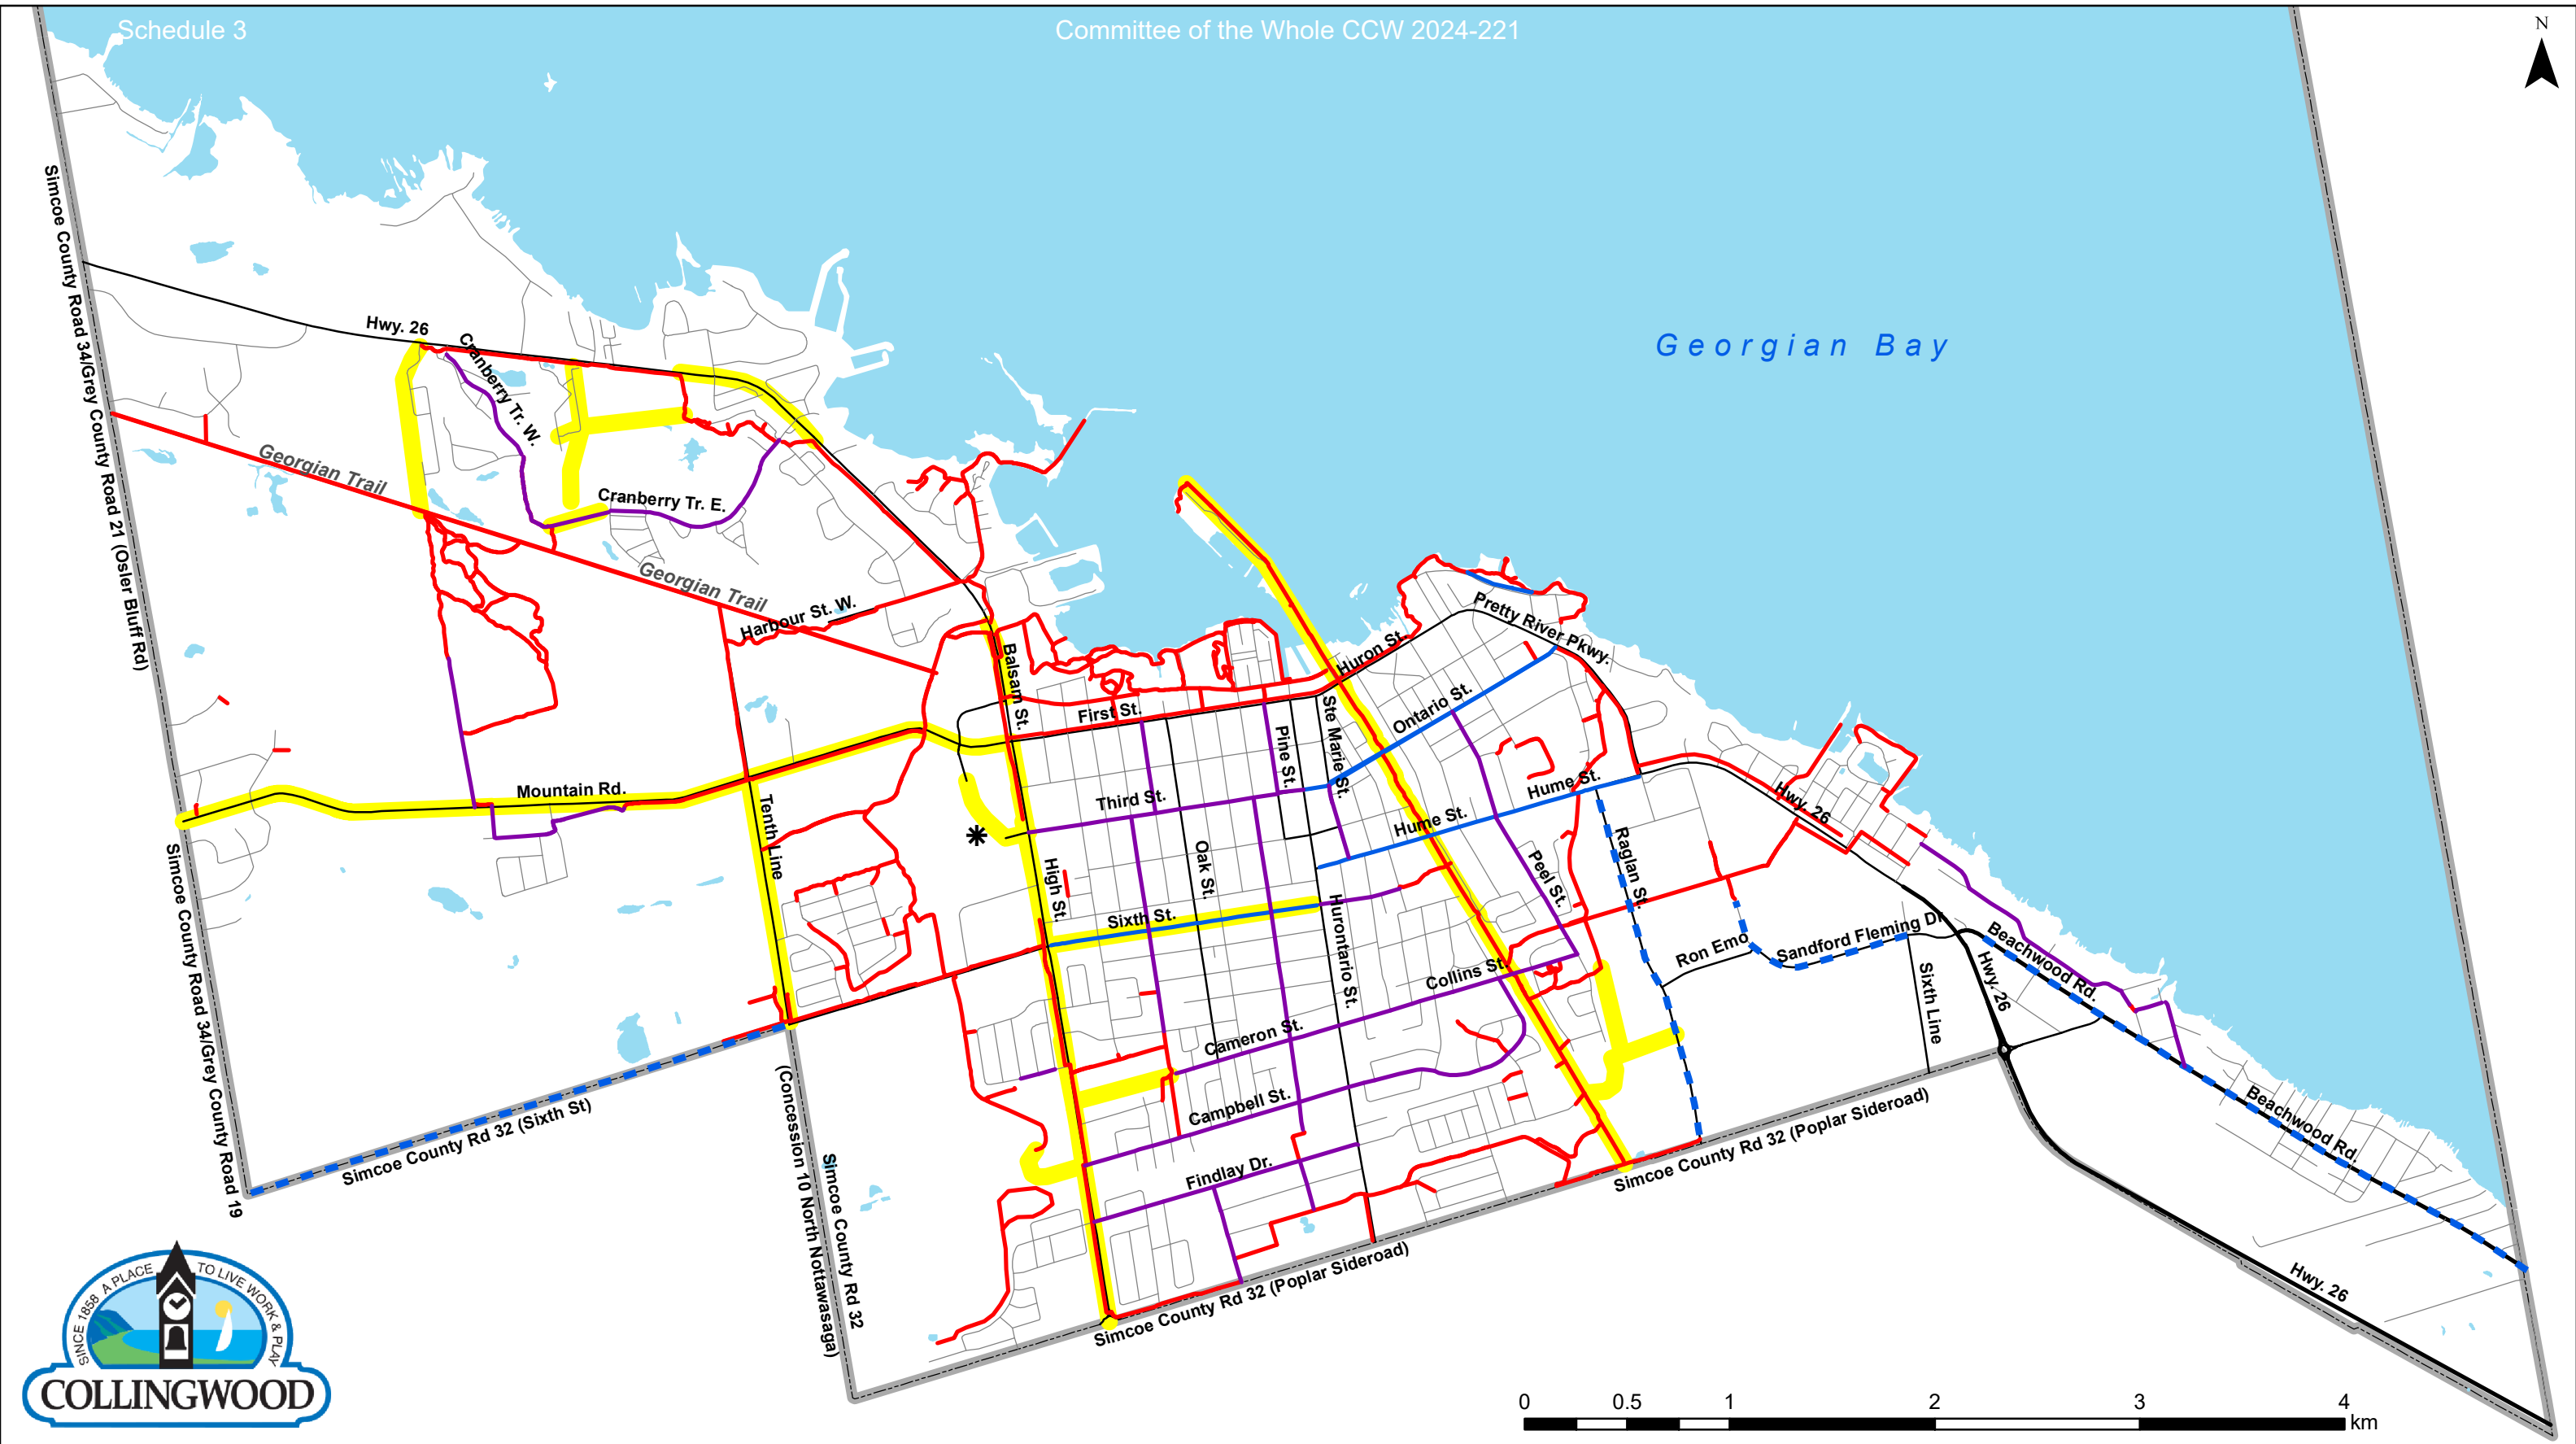 Schedule 3
Committee of the Whole CCW 2024-221
N
Simcoe County Road 34/Grey County Road 21 (Osler Bluff Rd)
Hwy. 26
Cranberry Tr. W.
Georgian Bay
Georgian Trail
Cranberry Tr. E.
Georgian Trail
Harbour St. W.
Balsam St.
Huron St.
Pretty River Pkwy.
First St.
Pine St.
Ste Marie St.
Ontario St.
Mountain Rd.
Tenth Line
Third St.
Hume St.
Hume St.
Hwy. 26
Oak St.
High St.
Peel St.
Raglan St.
Sixth St.
Hurontario St.
Ron Emo
Sandford Fleming Dr.
Beachwood Rd.
Collins St.
Hwy. 26
Sixth Line
Simcoe County Road 34/Grey County Road 19
Cameron St.
Campbell St.
Simcoe County Rd 32 (Sixth St)
Findlay Dr.
Simcoe County Rd 32 (Poplar Sideroad)
Beachwood Rd.
Simcoe County Rd 32
(Concession 10 North Nottawasaga)
Simcoe County Rd 32 (Poplar Sideroad)
Hwy. 26
SINCE 1858 A PLACE TO LIVE WORK & PLAY
COLLINGWOOD
0 0.5 1 2 3 4
km